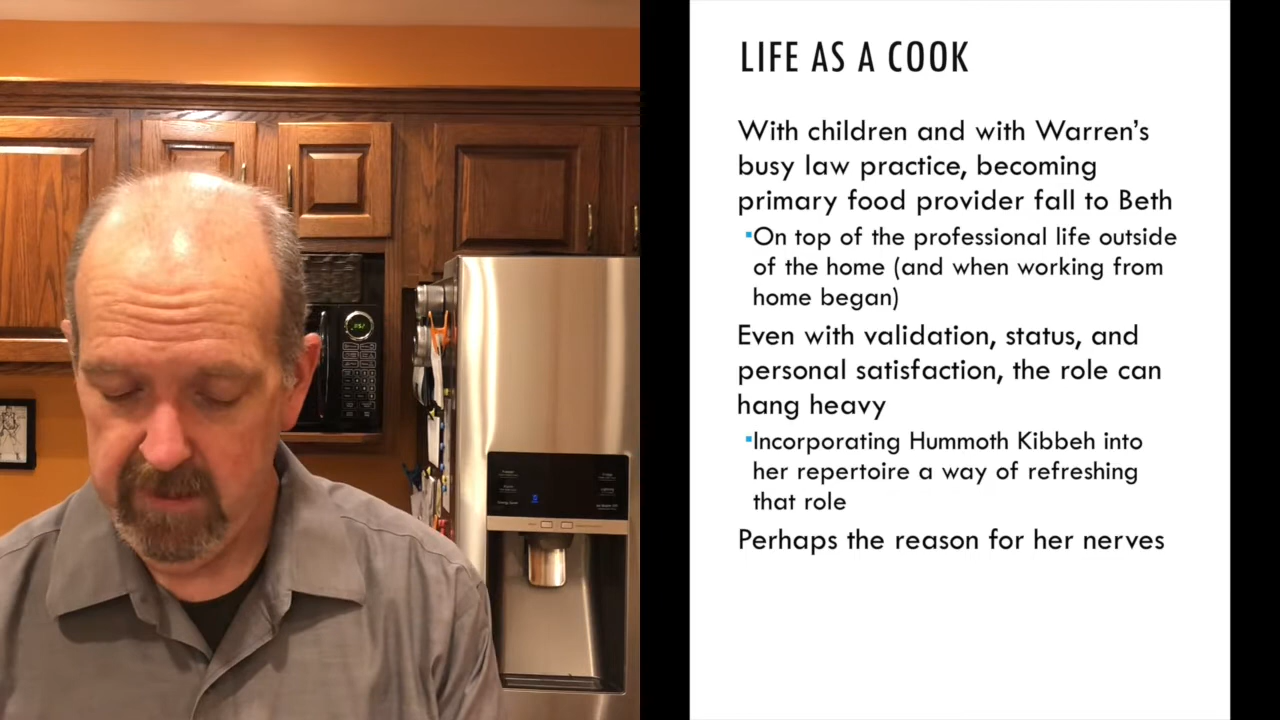 LIFE AS A COOK
With children and with Warren’s
busy law practice, becoming
primary food provider fall to Beth
On top of the professional life outside
of the home (and when working from
home began)
Even with validation, status, and
personal satisfaction, the role can
hang heavy
Incorporating Hummoth Kibbeh into
her repertoire a way of refreshing
that role
Perhaps the reason for her nerves